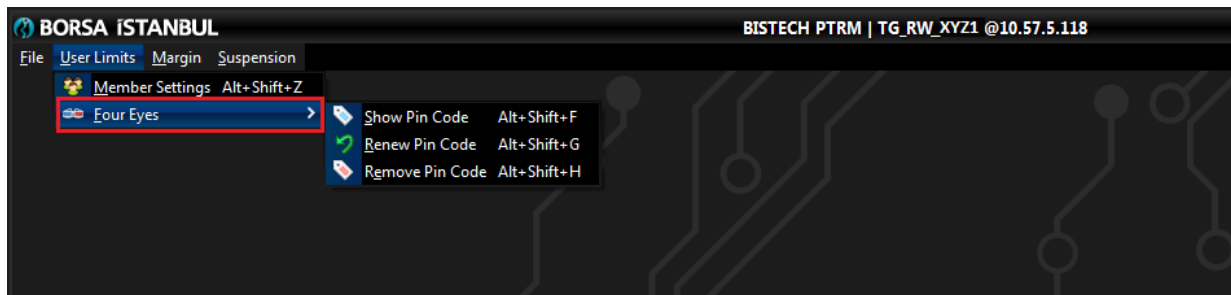 BORSA İSTANBUL
BISTECH PTRM | TG_RW_XYZ1 @10.57.5.118
File User Limits Margin Suspension
Member Settings Alt+Shift+Z
Four Eyes >
Show Pin Code Alt+Shift+F
Renew Pin Code Alt+Shift+G
Remove Pin Code Alt+Shift+H